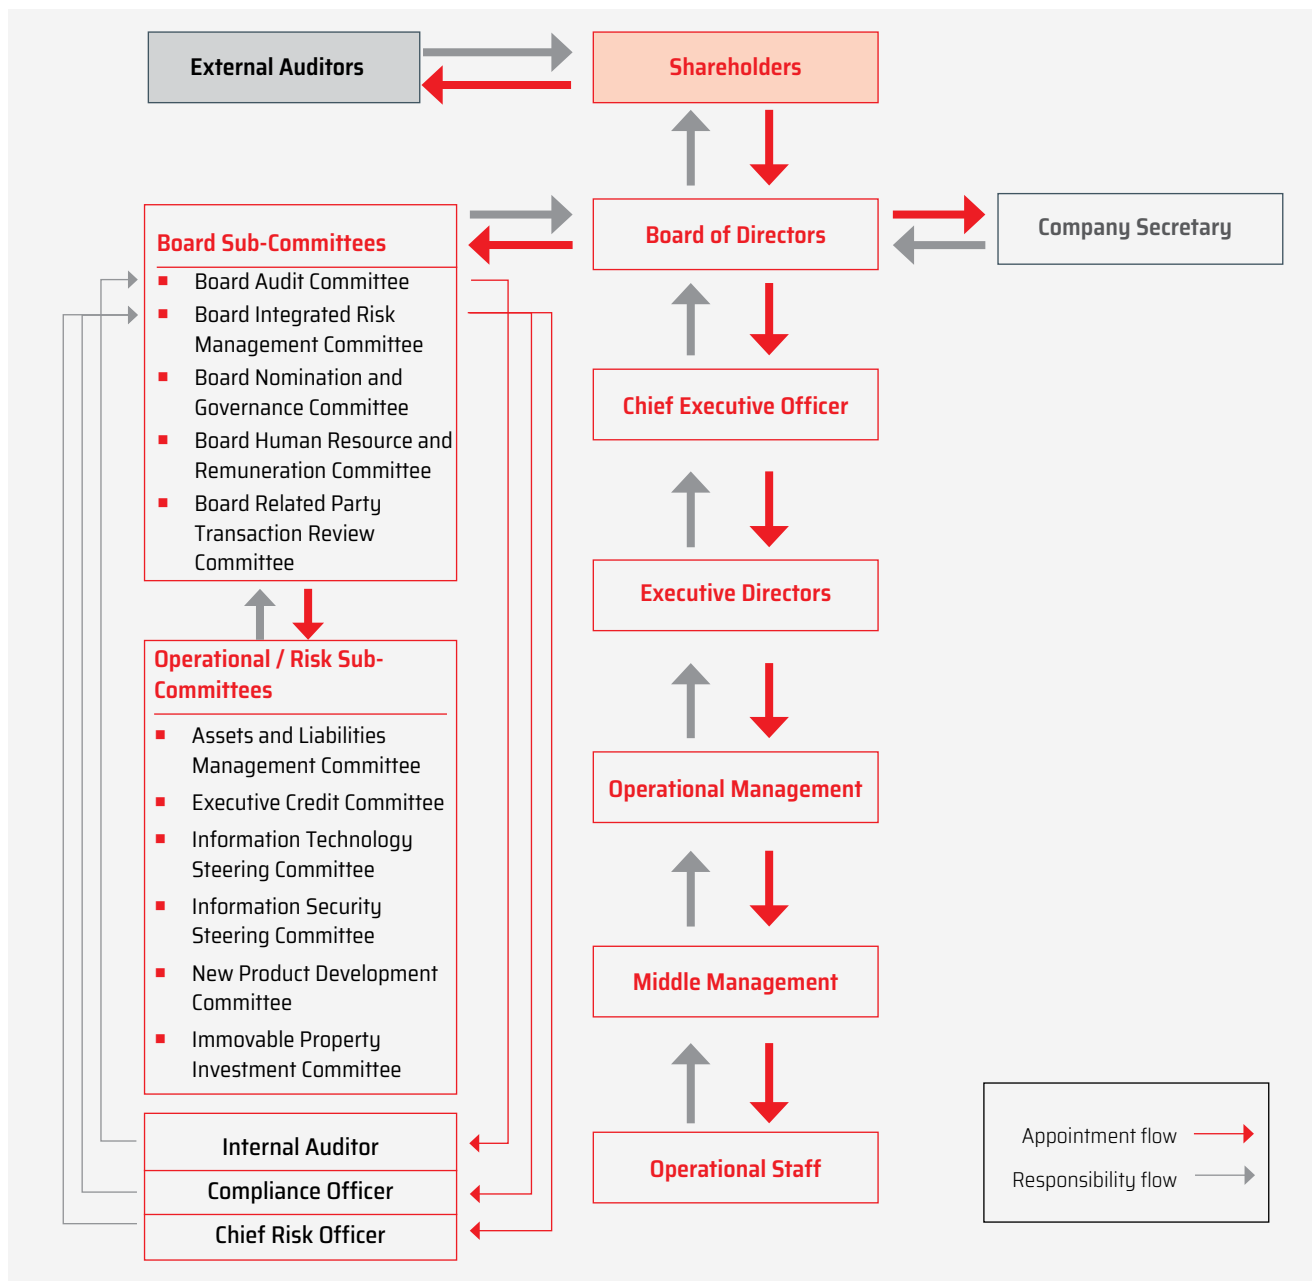 External Auditors
Shareholders
Board of Directors
Company Secretary
Board Sub-Committees
Board Audit Committee
Board Integrated Risk
Management Committee
Board Nomination and
Governance Committee
Board Human Resource and
Remuneration Committee
Board Related Party
Transaction Review
Committee
Chief Executive Officer
Executive Directors
Operational / Risk Sub-
Committees
Assets and Liabilities
Management Committee
Executive Credit Committee
Information Technology
Steering Committee
Information Security
Steering Committee
New Product Development
Committee
Immovable Property
Investment Committee
Operational Management
Middle Management
Operational Staff
Internal Auditor
Compliance Officer
Chief Risk Officer
Appointment flow
Responsibility flow